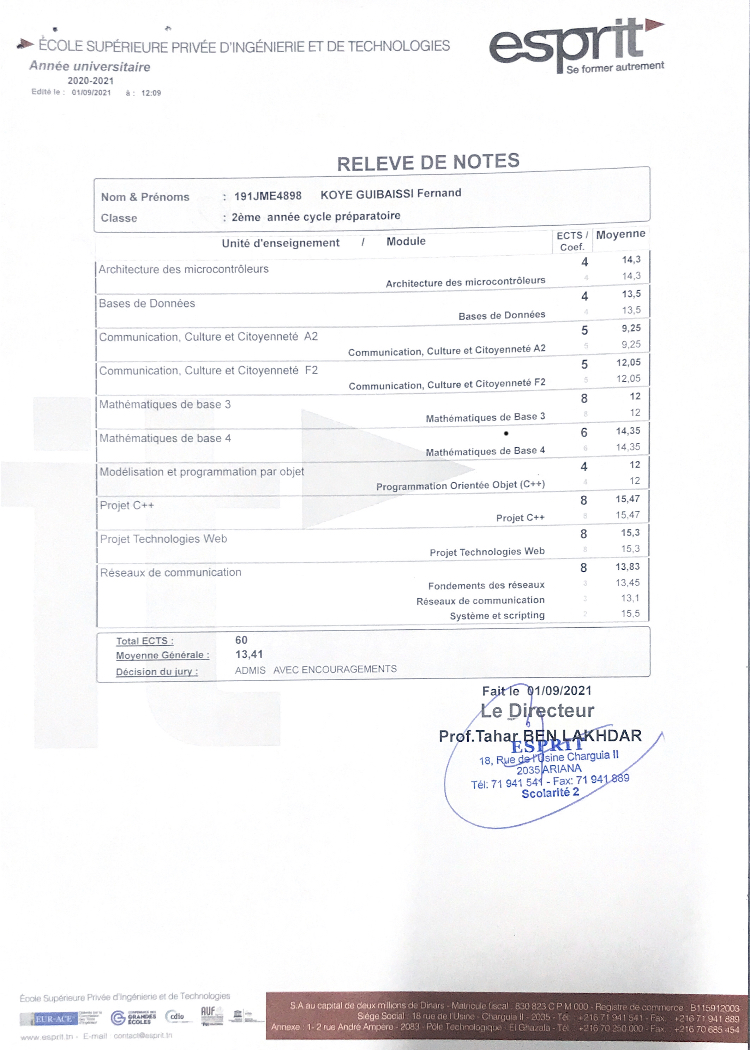 ÉCOLE SUPÉRIEURE PRIVÉE D'INGÉNIERIE ET DE TECHNOLOGIES
esprit
Se former autrement
Année universitaire
2020-2021
Edité le : 01/09/2021 à : 12:09
RELEVE DE NOTES
Nom & Prénoms : 191JME4898 KOYE GUIBAISSI Fernand
Classe : 2ème année cycle préparatoire
Unité d'enseignement / Module ECTS / Coef. Moyenne
Architecture des microcontrôleurs 4 14,3
Architecture des microcontrôleurs 4 14,3
Bases de Données 4 13,5
Bases de Données 4 13,5
Communication, Culture et Citoyenneté A2 5 9,25
Communication, Culture et Citoyenneté A2 5 9,25
Communication, Culture et Citoyenneté F2 5 12,05
Communication, Culture et Citoyenneté F2 5 12,05
Mathématiques de base 3 8 12
Mathématiques de Base 3 8 12
Mathématiques de base 4 6 14,35
Mathématiques de Base 4 6 14,35
Modélisation et programmation par objet 4 12
Programmation Orientée Objet (C++) 4 12
Projet C++ 8 15,47
Projet C++ 8 15,47
Projet Technologies Web 8 15,3
Projet Technologies Web 8 15,3
Réseaux de communication 8 13,83
Fondements des réseaux 3 13,45
Réseaux de communication 3 13,1
Système et scripting 2 15,5
Total ECTS : 60
Moyenne Générale : 13,41
Décision du jury : ADMIS AVEC ENCOURAGEMENTS
Fait le 01/09/2021
Le Directeur
Prof.Tahar BEN LAKHDAR
ESPRIT
18, Rue de l'Usine Charguia II
2035 ARIANA
Tél: 71 941 541 - Fax: 71 941 889
Scolarité 2
École Supérieure Privée d'Ingénierie et de Technologies
EUR-ACE
GRANDES ÉCOLES
cdio
AUF
www.esprit.tn - E-mail contact@esprit.tn
S.A au capital de deux millions de Dinars - Matricule fiscal : 830 823 C P M 000 - Registre de commerce : B115912003
Siège Social : 18 rue de l'Usine - Charguia II - 2035 - Tél. : +216 71 941 541 - Fax. : +216 71 941 889
Annexe : 1- 2 rue André Ampère - 2083 - Pôle Technologique - El Ghazala - Tél. : +216 70 250 000 - Fax. : +216 70 685 454